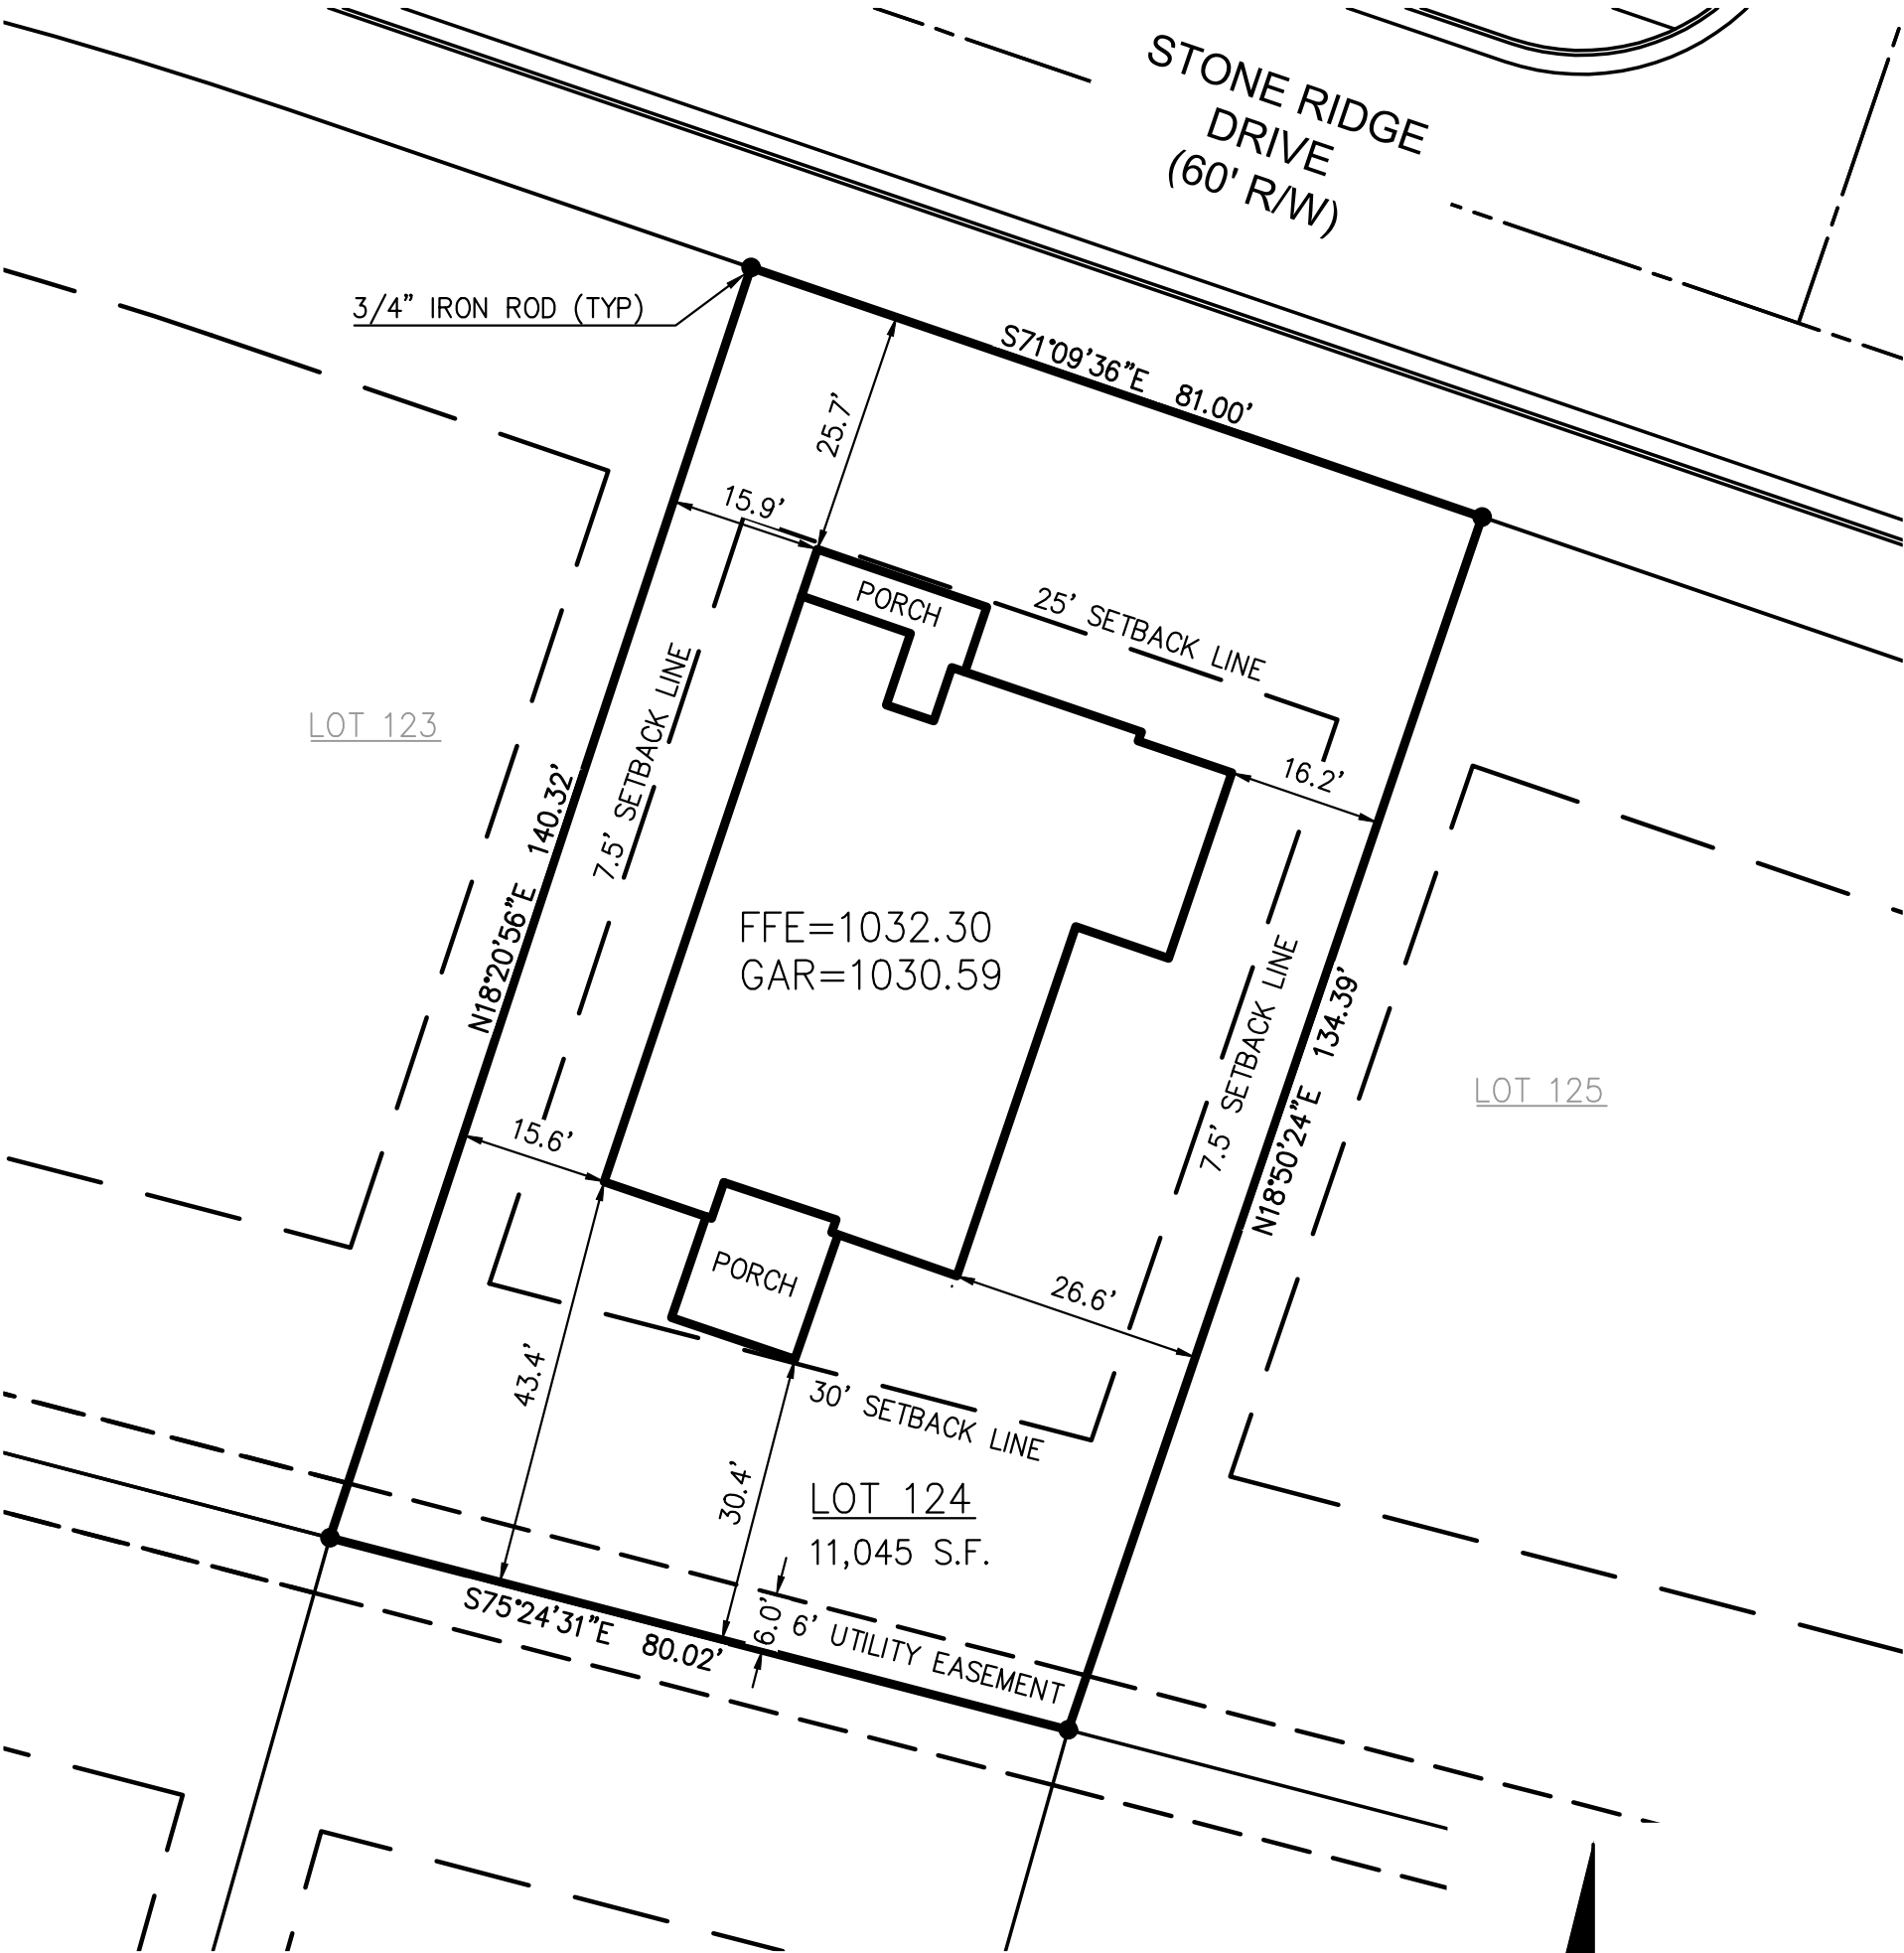 STONE RIDGE
DRIVE
(60' R/W)
3/4" IRON ROD (TYP)
S71°09'36"E 81.00'
25.7'
15.9'
PORCH
25' SETBACK LINE
LOT 123
7.5' SETBACK LINE
16.2'
N18°20'56"E 140.32'
FFE=1032.30
GAR=1030.59
7.5' SETBACK LINE
N18°50'24"E 134.39'
LOT 125
15.6'
PORCH
26.6'
43.4'
30' SETBACK LINE
30.4'
LOT 124
11,045 S.F.
S75°24'31"E 80.02'
6.0'
6' UTILITY EASEMENT